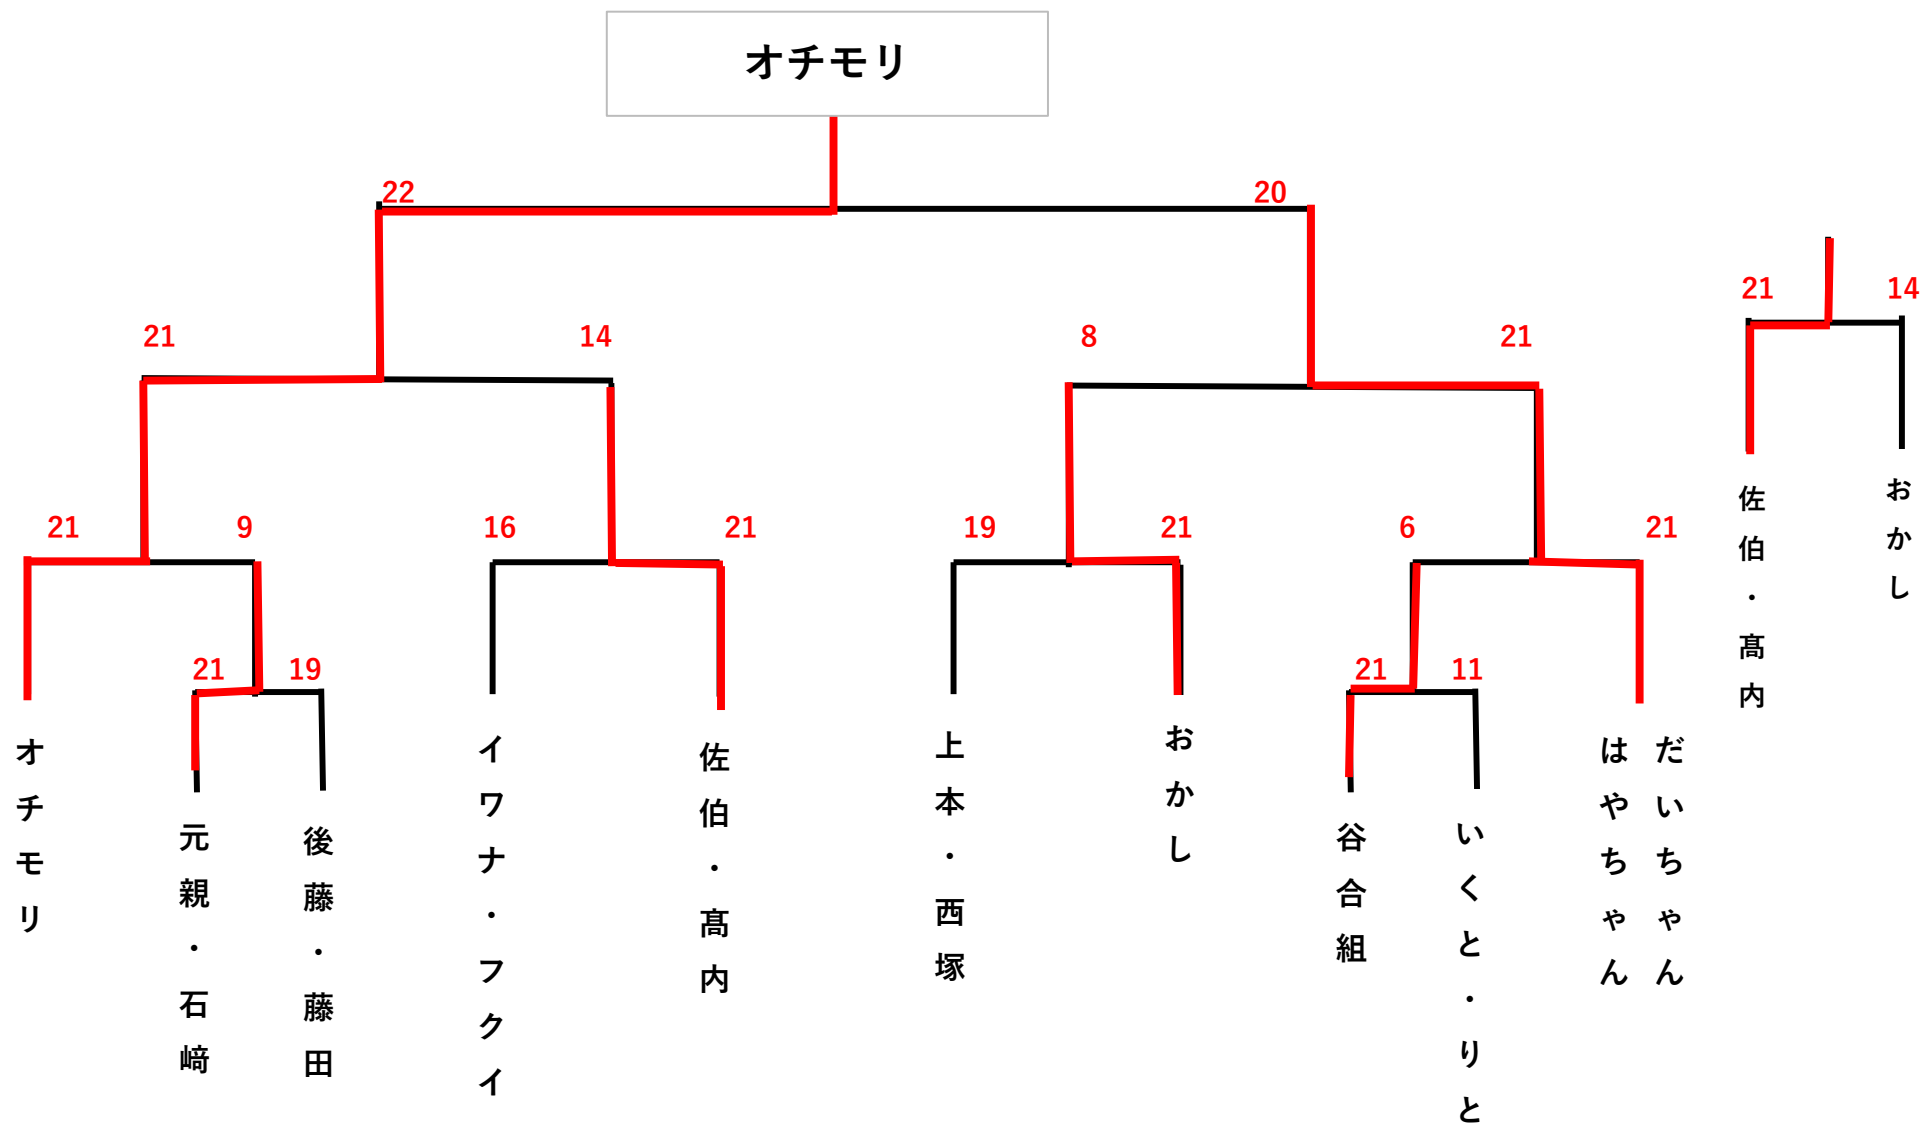 オチモリ
22
20
21
14
21
14
8
21
21
9
16
21
19
21
6
21
21
19
21
11
オチモリ
元親・石﨑
後藤・藤田
イワナ・フクイ
佐伯・髙内
上本・西塚
おかし
谷合組
いくと・りと
だいちゃん
はやちゃん
佐伯・髙内
おかし